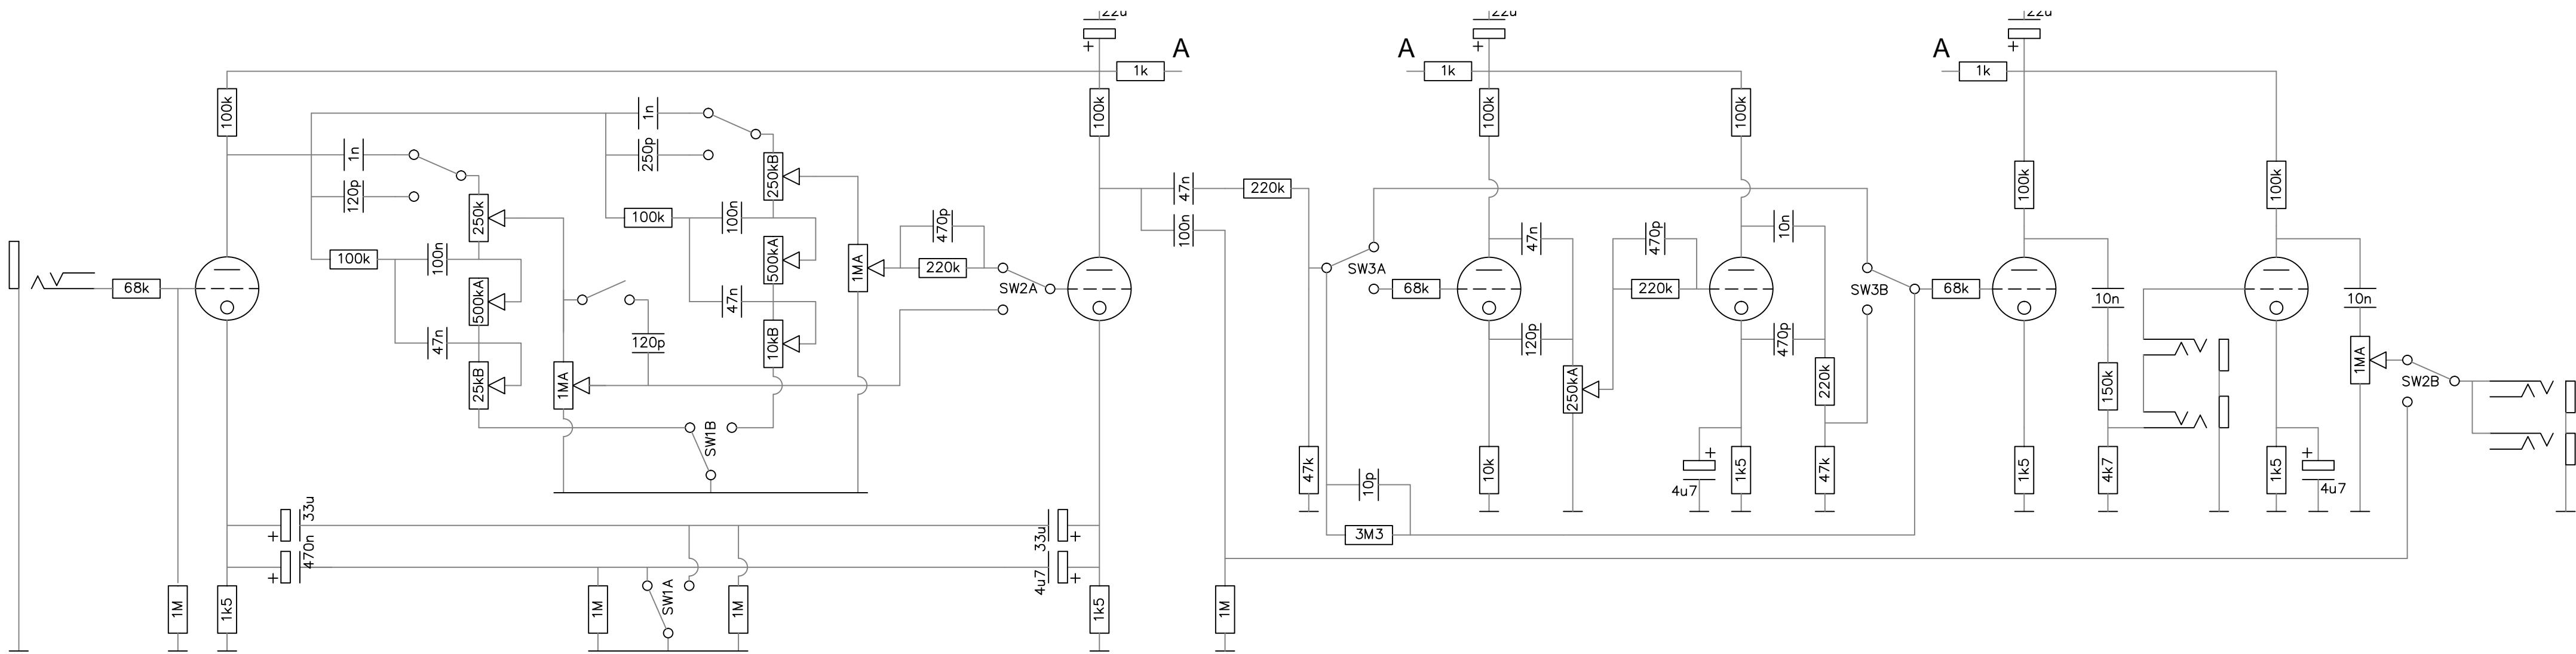 22u
22u
22u
A
A
A
1k
1k
1k
100k
100k
100k
100k
1n
1n
250p
120p
250kB
250k
100k
100k
47n
220k
100n
100k
100n
470p
220k
1MA
SW2A
500kA
100k
100n
500kA
47n
10kB
47n
25kB
120p
1MA
SW1B
68k
SW3A
68k
47n
120p
250kA
470p
220k
10n
470p
220k
SW3B
68k
10n
150k
10n
1MA
SW2B
47k
10p
3M3
10k
4u7
1k5
47k
1k5
4k7
1k5
4u7
33u
470n
33u
4u7
1M
1k5
1M
SW1A
1M
1k5
1M
+
+
+
+
+
+
+
+
+